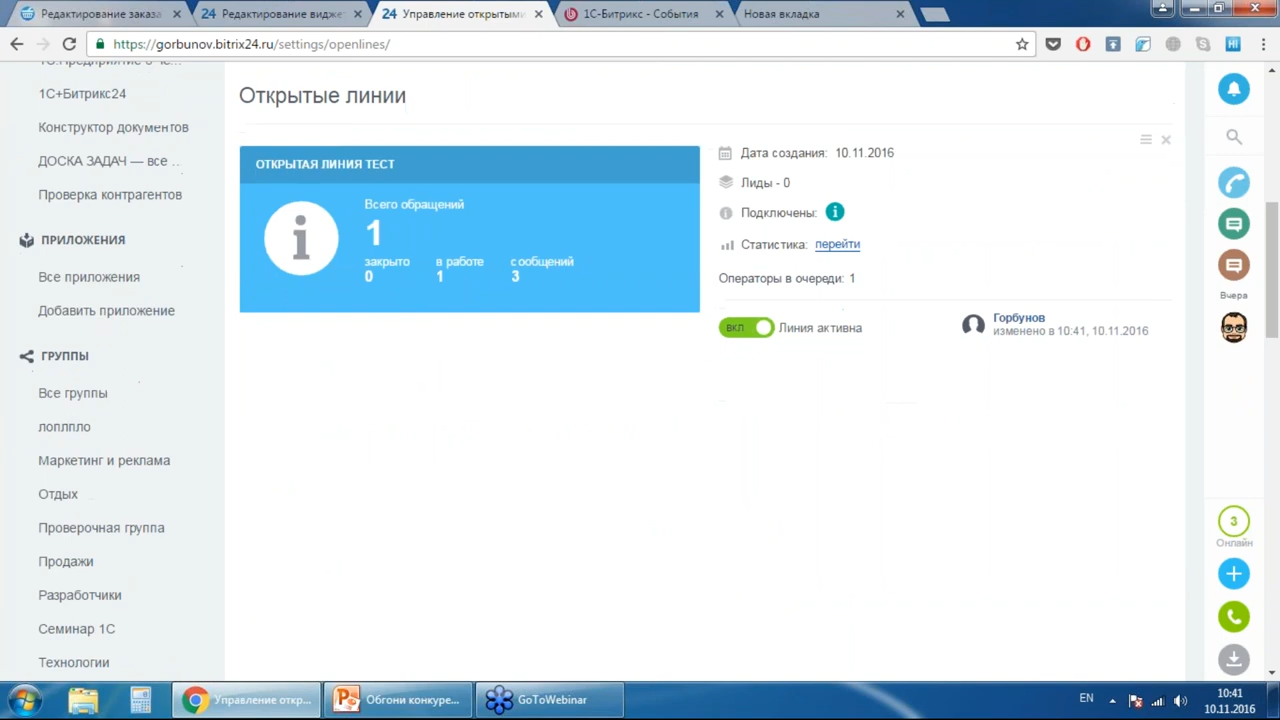 Редактирование заказа
24 Редактирование видже
24 Управление открытыми
1С-Битрикс - События
Новая вкладка
https://gorbunov.bitrix24.ru/settings/openlines/
1С+Битрикс24
Конструктор документов
ДОСКА ЗАДАЧ — все ..
Проверка контрагентов
ПРИЛОЖЕНИЯ
Все приложения
Добавить приложение
ГРУППЫ
Все группы
лоплпло
Маркетинг и реклама
Отдых
Проверочная группа
Продажи
Разработчики
Семинар 1С
Технологии
Открытые линии
ОТКРЫТАЯ ЛИНИЯ ТЕСТ
Всего обращений
1
закрыто в работе сообщений
0 1 3
Дата создания: 10.11.2016
Лиды - 0
Подключены:
Статистика: перейти
Операторы в очереди: 1
ВКЛ Линия активна
Горбунов
изменено в 10:41, 10.11.2016
Вчера
3
Онлайн
Управление откр...
Обгони конкуре...
GoToWebinar
EN
10:41
10.11.2016